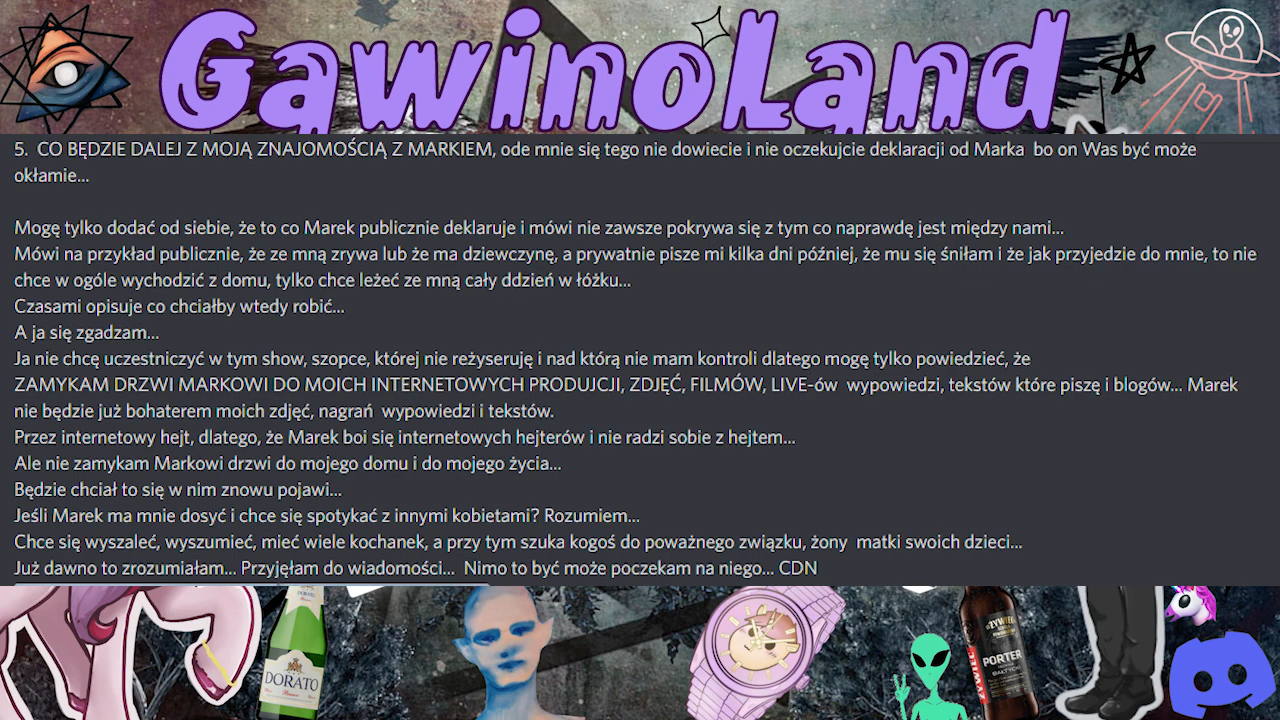 GawinoLand
5. CO BĘDZIE DALEJ Z MOJĄ ZNAJOMOŚCIĄ Z MARKIEM, ode mnie się tego nie dowiecie i nie oczekujcie deklaracji od Marka bo on Was być może
okłamie...
Mogę tylko dodać od siebie, że to co Marek publicznie deklaruje i mówi nie zawsze pokrywa się z tym co naprawdę jest między nami...
Mówi na przykład publicznie, że ze mną zrywa lub że ma dziewczynę, a prywatnie pisze mi kilka dni później, że mu się śniłam i że jak przyjedzie do mnie, to nie
chce w ogóle wychodzić z domu, tylko chce leżeć ze mną cały ddzień w łóżku...
Czasami opisuje co chciałby wtedy robić...
A ja się zgadzam...
Ja nie chcę uczestniczyć w tym show, szopce, której nie reżyseruję i nad którą nie mam kontroli dlatego mogę tylko powiedzieć, że
ZAMYKAM DRZWI MARKOWI DO MOICH INTERNETOWYCH PRODUJCJI, ZDJĘĆ, FILMÓW, LIVE-ów wypowiedzi, tekstów które piszę i blogów... Marek
nie będzie już bohaterem moich zdjęć, nagrań wypowiedzi i tekstów.
Przez internetowy hejt, dlatego, że Marek boi się internetowych hejterów i nie radzi sobie z hejtem...
Ale nie zamykam Markowi drzwi do mojego domu i do mojego życia...
Będzie chciał to się w nim znowu pojawi...
Jeśli Marek ma mnie dosyć i chce się spotykać z innymi kobietami? Rozumiem...
Chce się wyszaleć, wyszumieć, mieć wiele kochanek, a przy tym szuka kogoś do poważnego związku, żony matki swoich dzieci...
Już dawno to zrozumiałam... Przyjęłam do wiadomości... Nimo to być może poczekam na niego... CDN
DORATO
ŻYWIEC
PORTER
ŻYWIEC